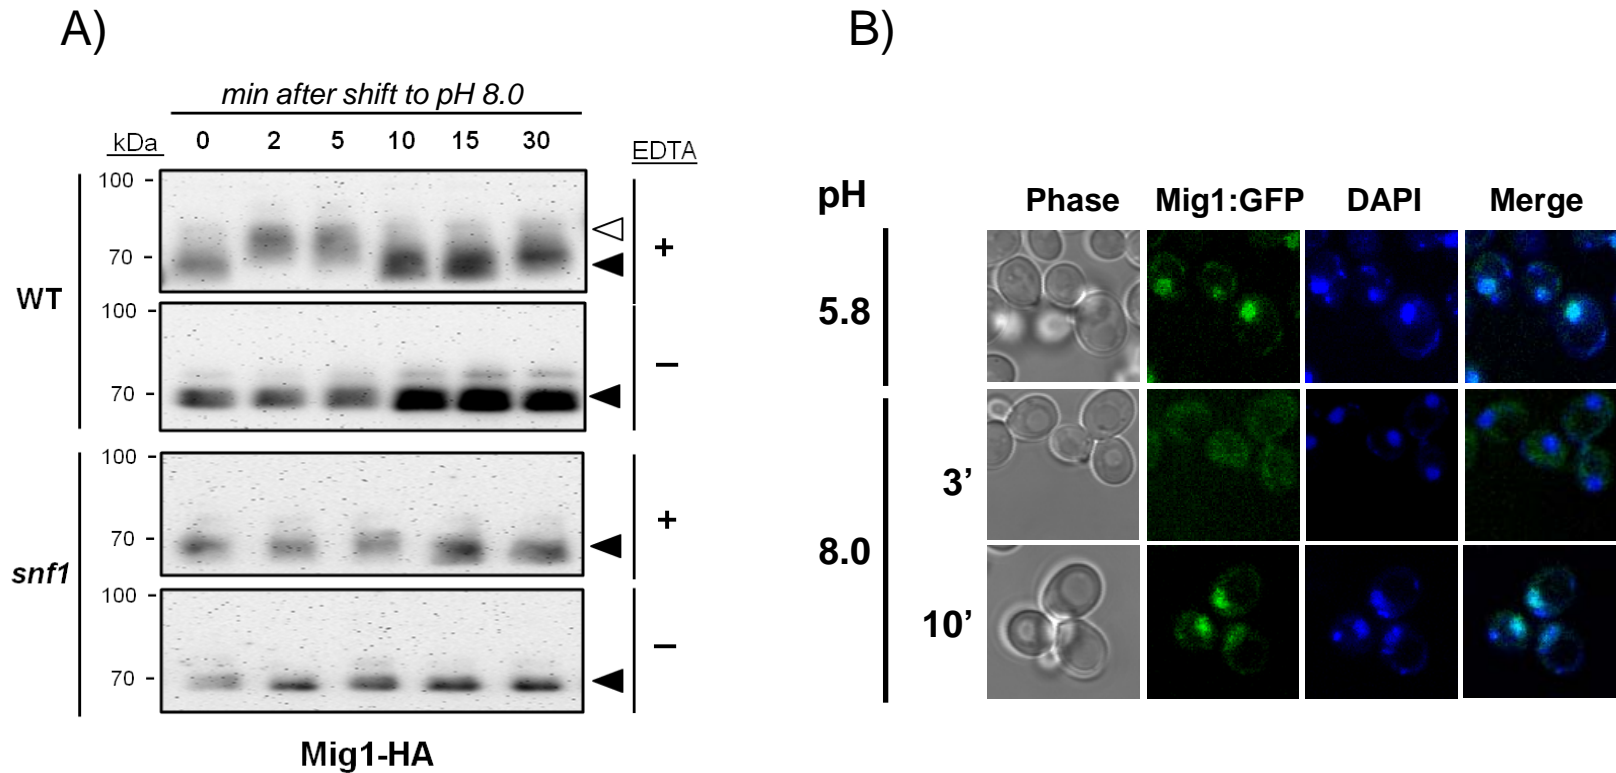 A)
min after shift to pH 8.0
kDa 0 2 5 10 15 30 EDTA
100 -
70 -
+
WT
100 -
70 -
–
100 -
70 -
+
snf1
100 -
70 -
–
Mig1-HA
B)
pH Phase Mig1:GFP DAPI Merge
5.8
3’
8.0
10’